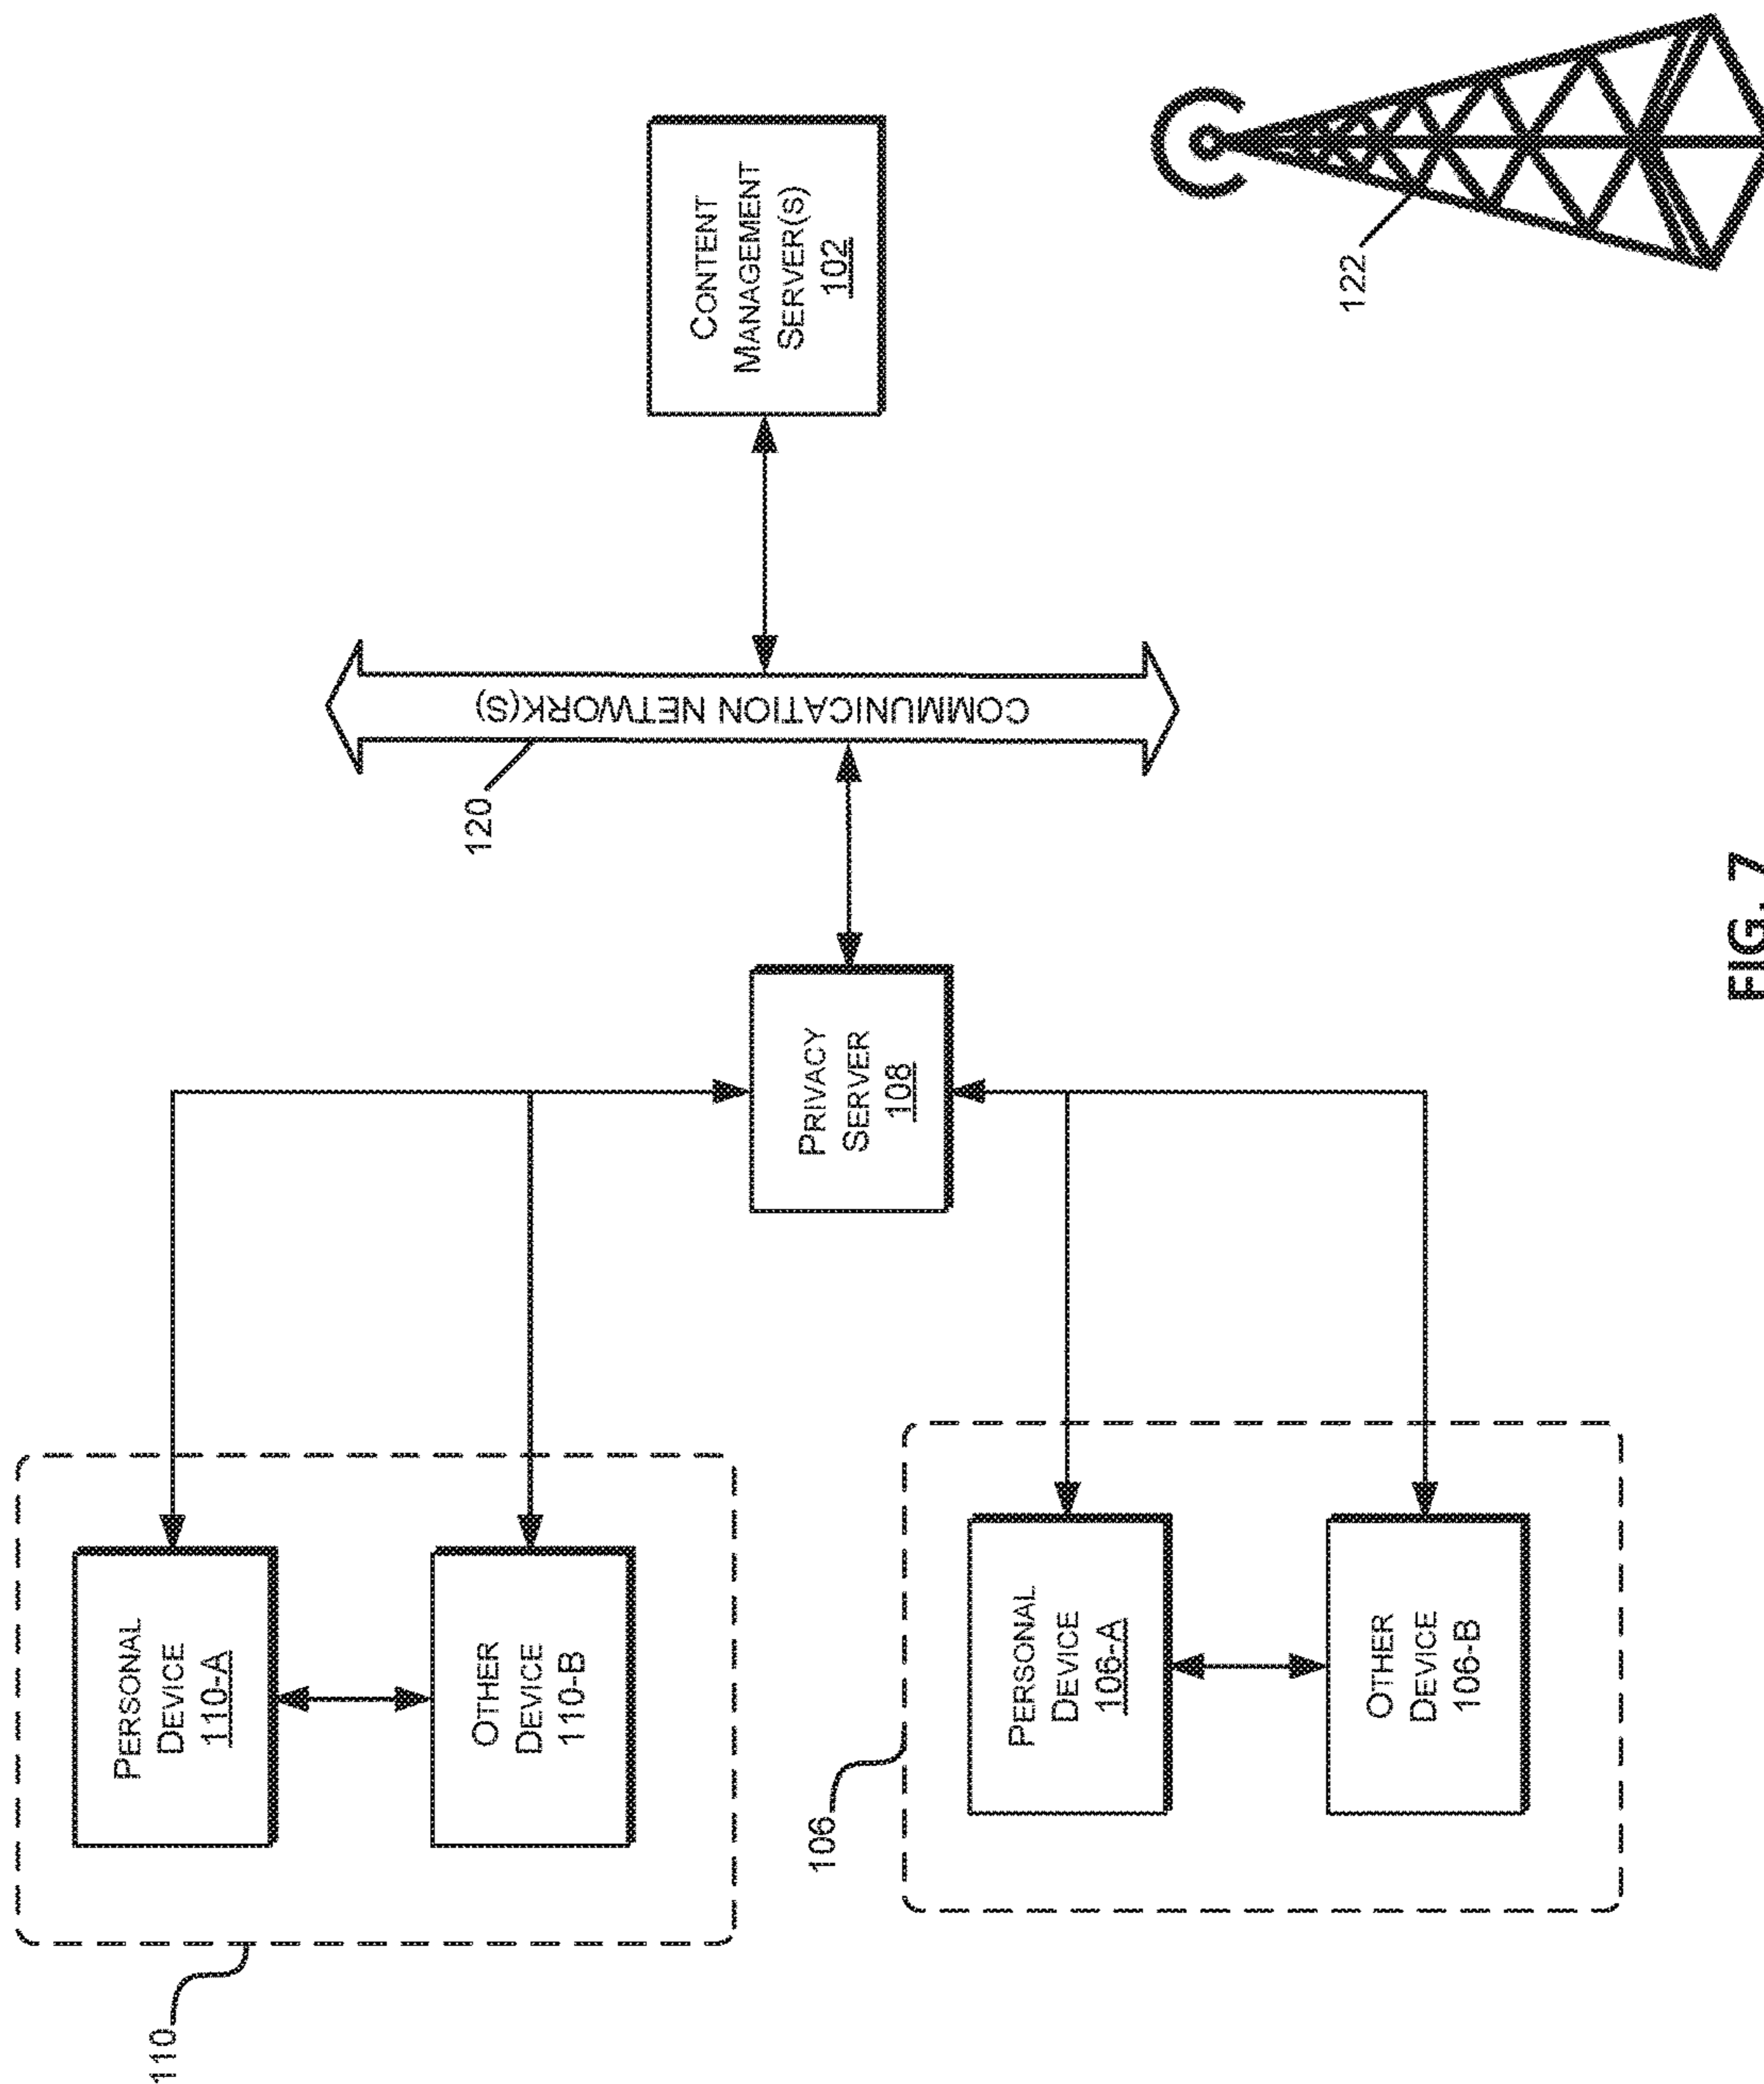 110
PERSONAL
DEVICE
110-A
OTHER
DEVICE
110-B
106
PERSONAL
DEVICE
106-A
OTHER
DEVICE
106-B
PRIVACY
SERVER
108
120
COMMUNICATION NETWORK(S)
CONTENT
MANAGEMENT
SERVER(S)
102
122
FIG. 7